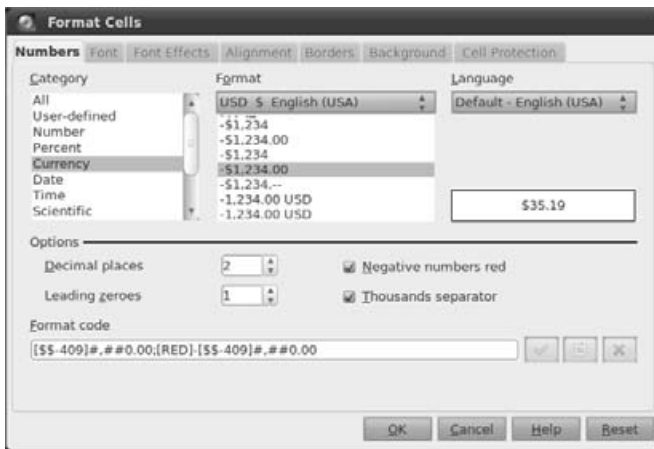 Format Cells
Numbers Font Font Effects Alignment Borders Background Cell Protection
Category
All
User-defined
Number
Percent
Currency
Date
Time
Scientific
Format
USD $ English (USA)
-$1,234
-$1,234.00
-$1,234
-$1,234.00
-$1,234.--
-1,234.00 USD
-1,234.00 USD
Language
Default - English (USA)
$35.19
Options
Decimal places 2
Negative numbers red
Leading zeroes 1
Thousands separator
Format code
[$$-409]#,##0.00;[RED]-[$$-409]#,##0.00
OK Cancel Help Reset